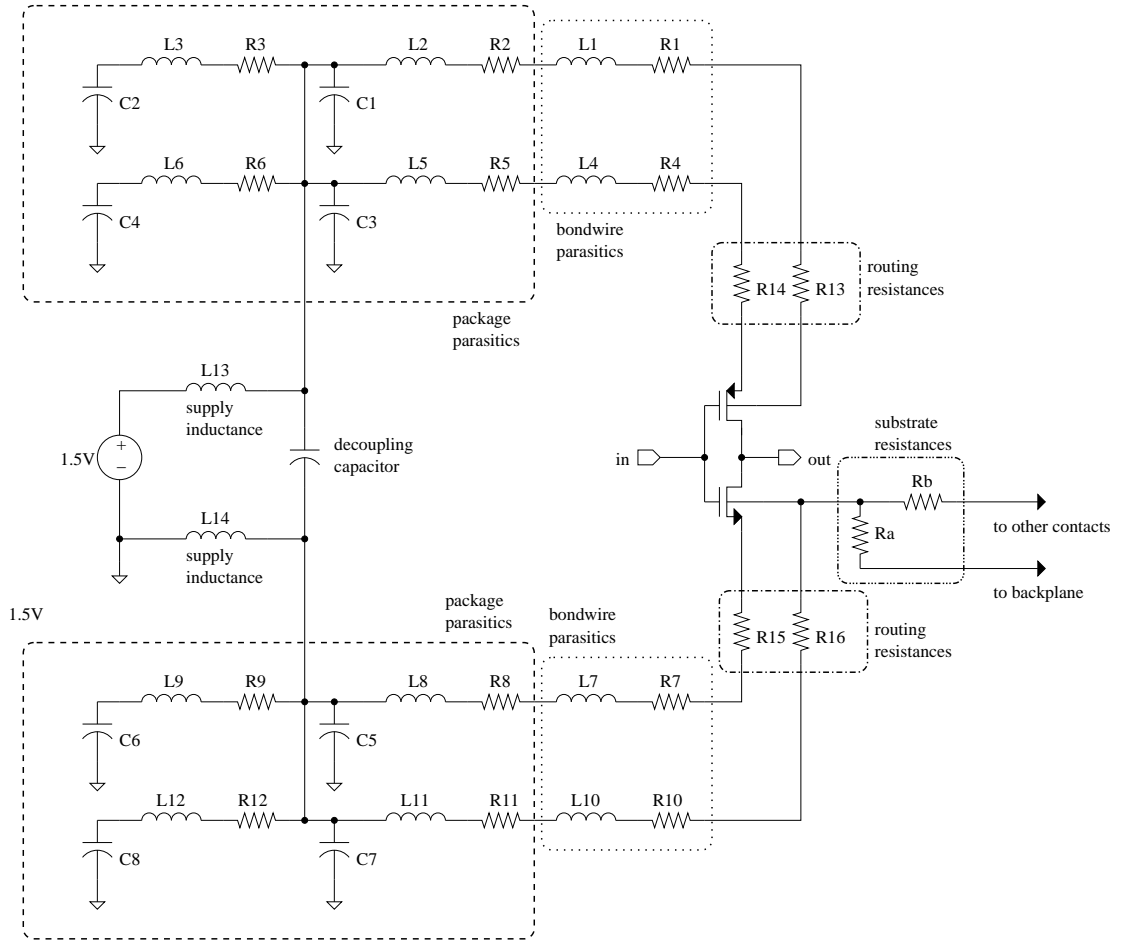 L3 R3 L2 R2 L1 R1
C2 C1
L6 R6 L5 R5 L4 R4
C4 C3
bondwire
parasitics
R14 R13
routing
resistances
package
parasitics
L13
supply
inductance
+
−
1.5V
decoupling
capacitor
in
out
substrate
resistances
Rb
Ra
to other contacts
to backplane
L14
supply
inductance
1.5V
package
parasitics
bondwire
parasitics
R15 R16
routing
resistances
L9 R9 L8 R8 L7 R7
C6 C5
L12 R12 L11 R11 L10 R10
C8 C7